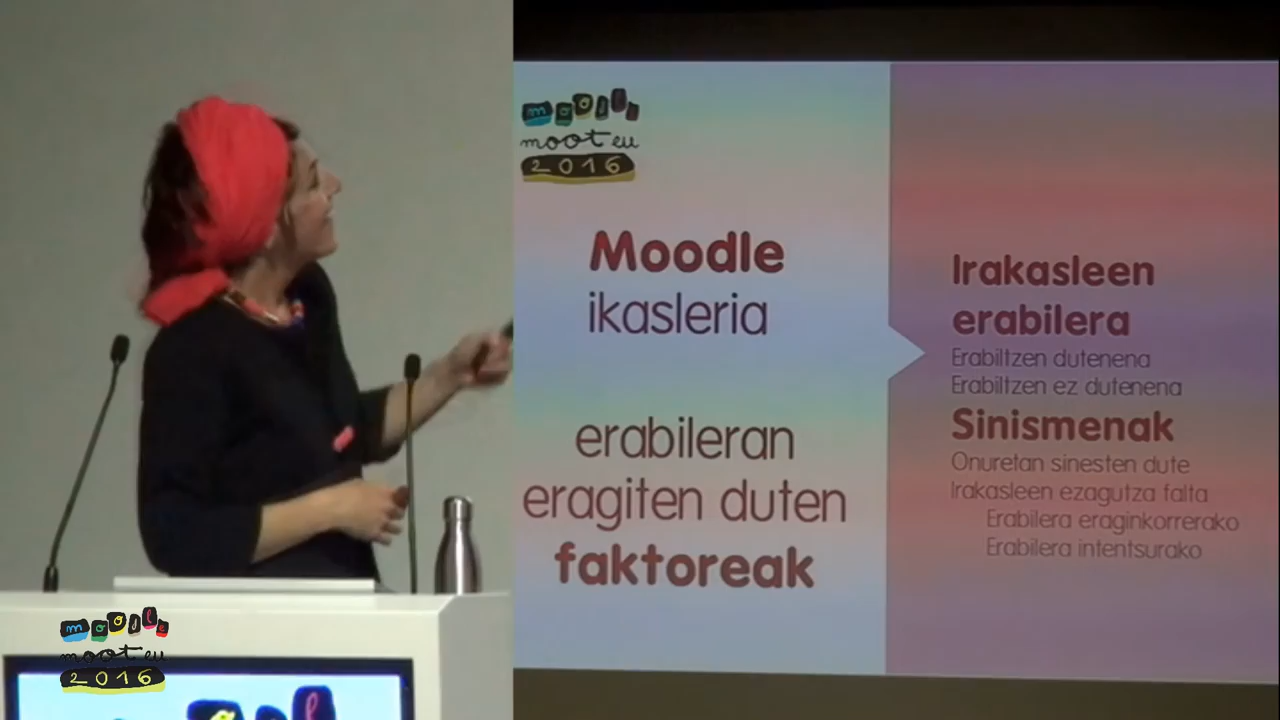 moodle
moot eu
2016
Moodle
ikasleria
erabileran
eragiten duten
faktoreak
Irakasleen
erabilera
Erabiltzen dutenena
Erabiltzen ez dutenena
Sinismenak
Onuretan sinesten dute
Irakasleen ezagutza falta
Erabilera eraginkorrerako
Erabilera intentsurako
moodle
moot eu
2016